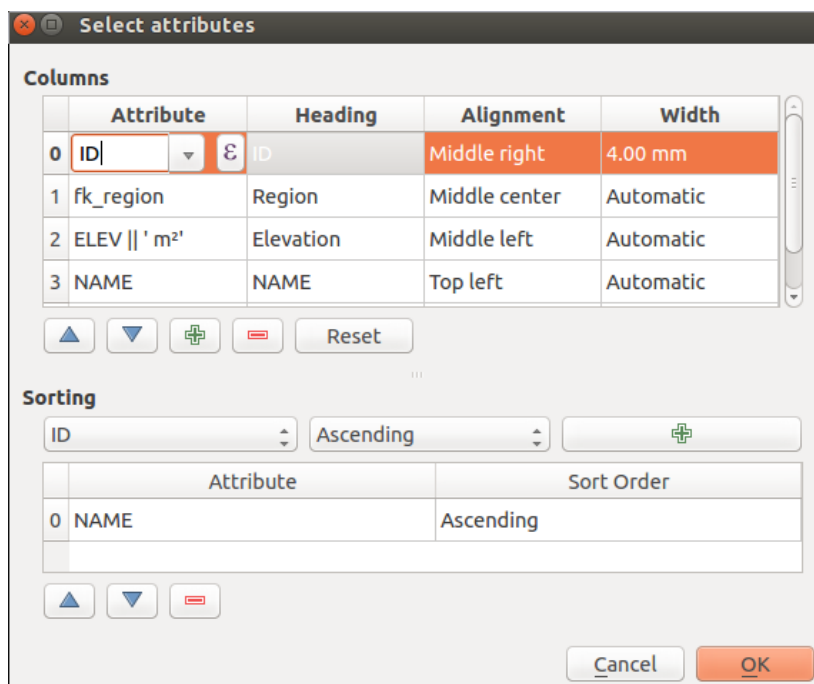 Select attributes
Columns
Attribute Heading Alignment Width
0 ID ε ID Middle right 4.00 mm
1 fk_region Region Middle center Automatic
2 ELEV || ' m²' Elevation Middle left Automatic
3 NAME NAME Top left Automatic
Reset
Sorting
ID Ascending
Attribute Sort Order
0 NAME Ascending
Cancel OK